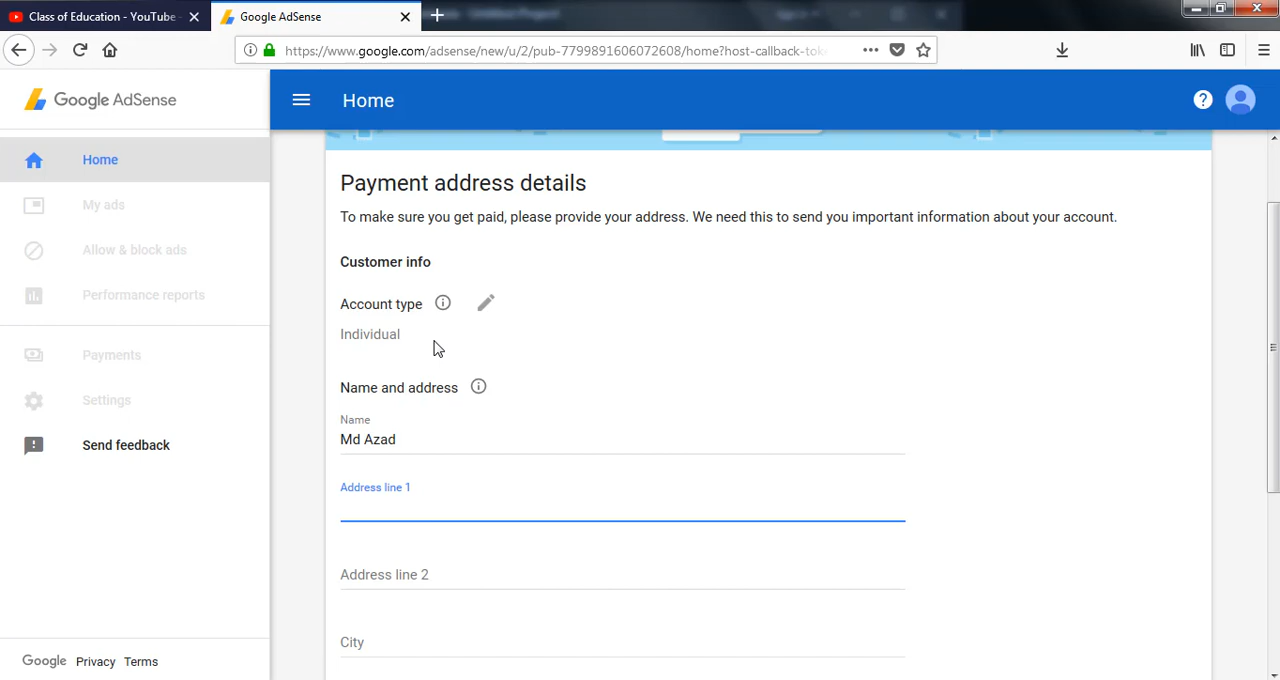 Class of Education - YouTube
Google AdSense
https://www.google.com/adsense/new/u/2/pub-7799891606072608/home?host-callback-tok
Google AdSense
Home
Home
My ads
Allow & block ads
Performance reports
Payments
Settings
Send feedback
Google Privacy Terms
Payment address details
To make sure you get paid, please provide your address. We need this to send you important information about your account.
Customer info
Account type
Individual
Name and address
Name
Md Azad
Address line 1
Address line 2
City